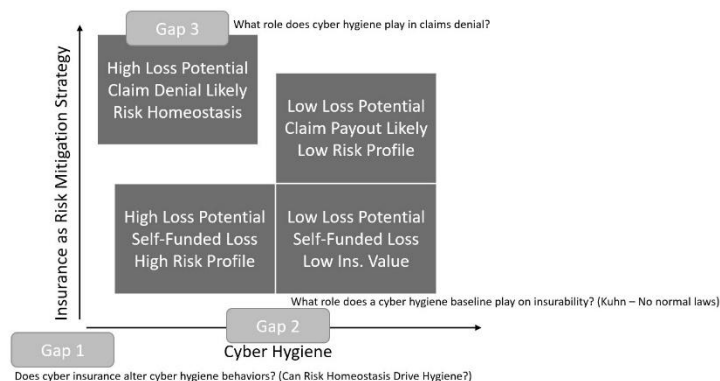 Gap 3
What role does cyber hygiene play in claims denial?
Insurance as Risk Mitigation Strategy
High Loss Potential
Claim Denial Likely
Risk Homeostasis
Low Loss Potential
Claim Payout Likely
Low Risk Profile
High Loss Potential
Self-Funded Loss
High Risk Profile
Low Loss Potential
Self-Funded Loss
Low Ins. Value
What role does a cyber hygiene baseline play on insurability? (Kuhn – No normal laws)
Gap 2
Gap 1
Cyber Hygiene
Does cyber insurance alter cyber hygiene behaviors? (Can Risk Homeostasis Drive Hygiene?)